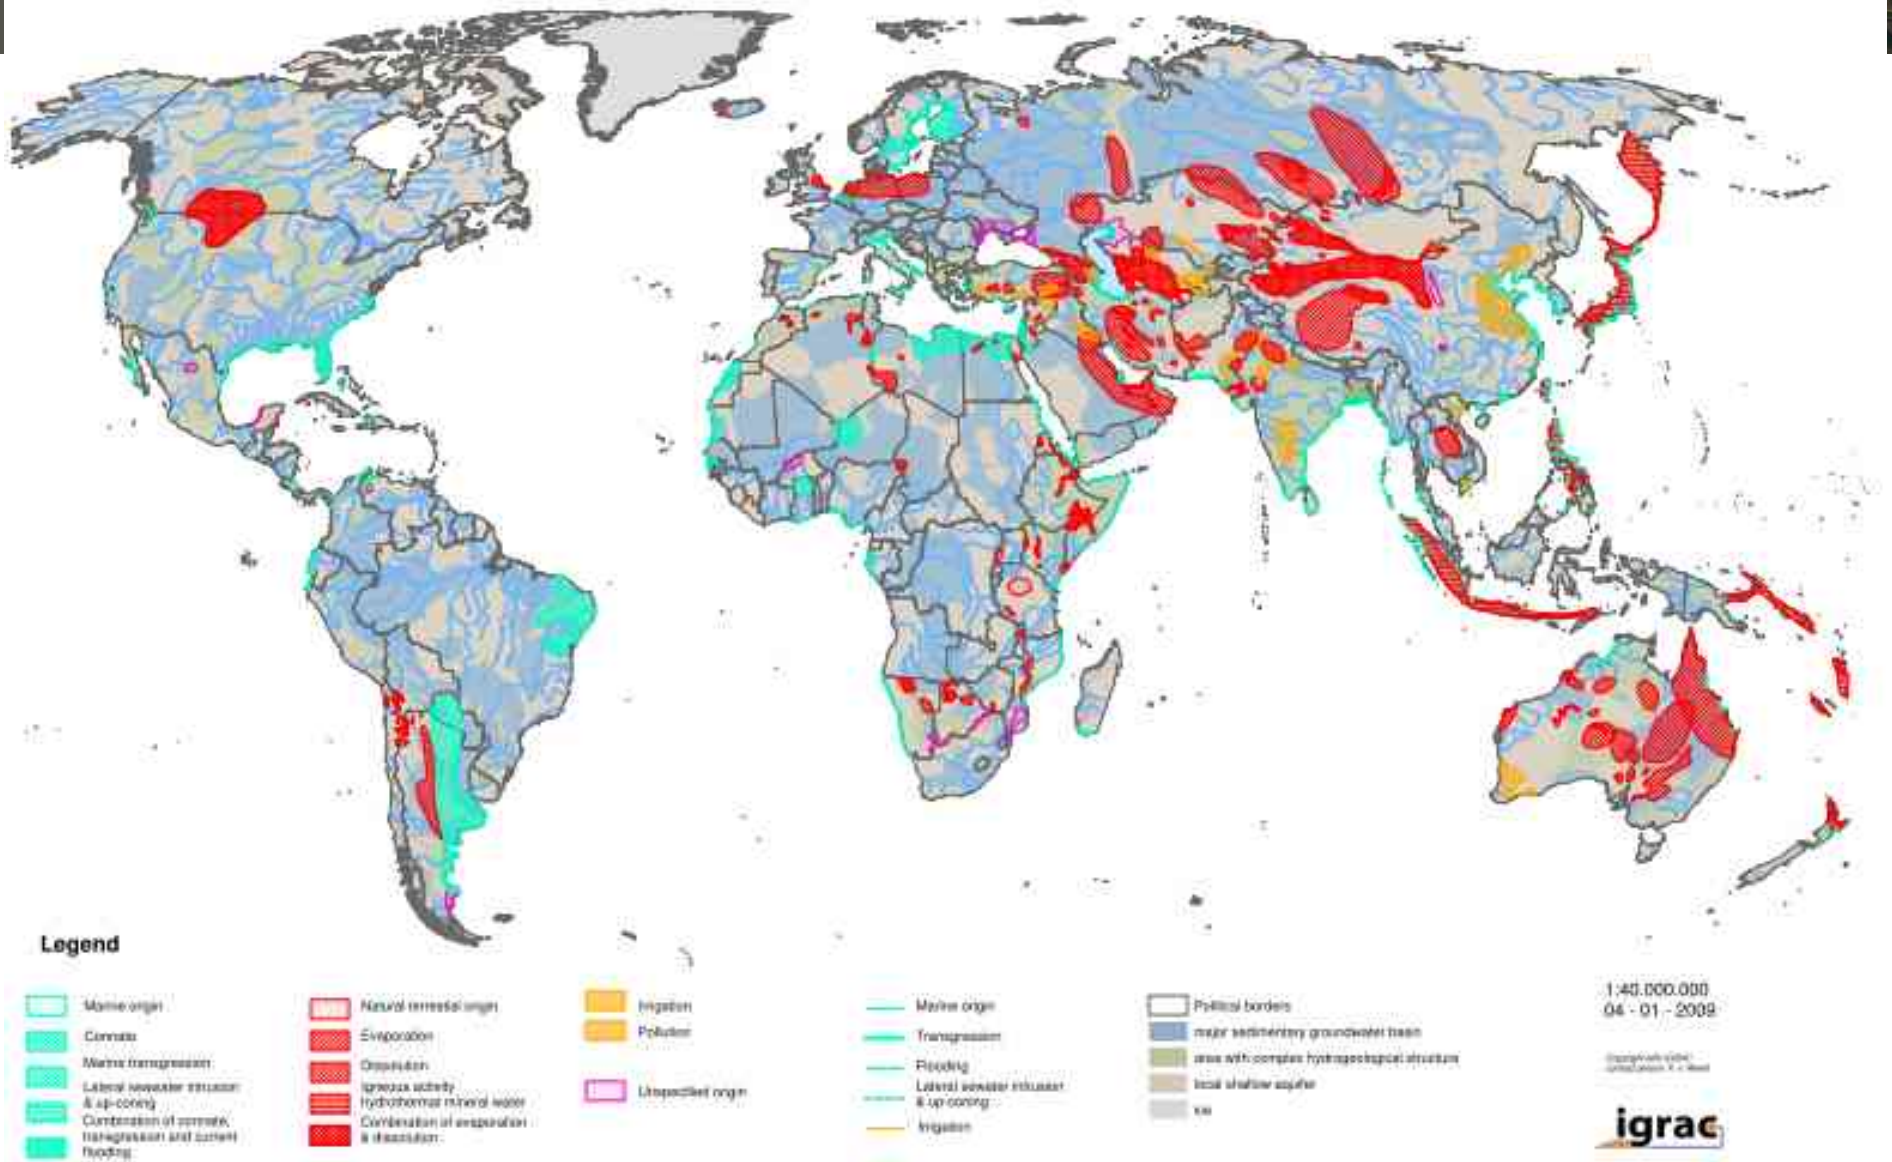 Legend
Marine origin
Connate
Marine transgression
Lateral seawater intrusion
& up-coning
Combination of connate,
transgression and current
flooding
Natural terrestial origin
Evaporation
Dissolution
Igneous activity
hydrothermal mineral water
Combination of evaporation
& dissolution
Irrigation
Pollution
Unspecified origin
Marine origin
Transgression
Flooding
Lateral sewater intrusion
& up coning
Irrigation
Political borders
major sedimentary groundwater basin
area with complex hydrogeological structure
local shallow aquifer
ice
1:40.000.000
04 - 01 - 2009
igrac